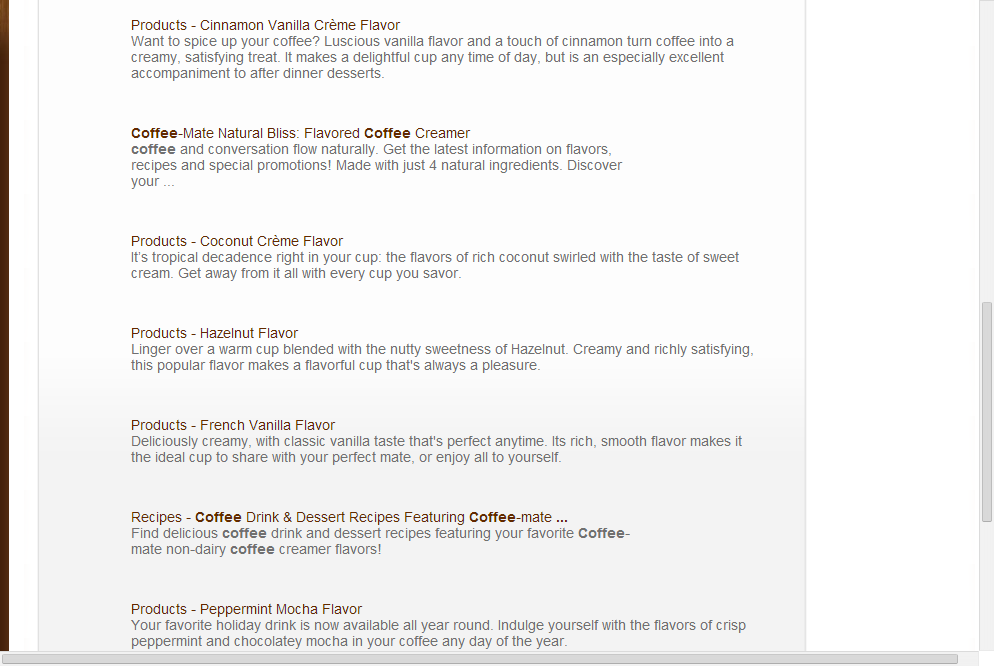 Products - Cinnamon Vanilla Crème Flavor
Want to spice up your coffee? Luscious vanilla flavor and a touch of cinnamon turn coffee into a
creamy, satisfying treat. It makes a delightful cup any time of day, but is an especially excellent
accompaniment to after dinner desserts.
Coffee-Mate Natural Bliss: Flavored Coffee Creamer
coffee and conversation flow naturally. Get the latest information on flavors,
recipes and special promotions! Made with just 4 natural ingredients. Discover
your ...
Products - Coconut Crème Flavor
It's tropical decadence right in your cup: the flavors of rich coconut swirled with the taste of sweet
cream. Get away from it all with every cup you savor.
Products - Hazelnut Flavor
Linger over a warm cup blended with the nutty sweetness of Hazelnut. Creamy and richly satisfying,
this popular flavor makes a flavorful cup that's always a pleasure.
Products - French Vanilla Flavor
Deliciously creamy, with classic vanilla taste that's perfect anytime. Its rich, smooth flavor makes it
the ideal cup to share with your perfect mate, or enjoy all to yourself.
Recipes - Coffee Drink & Dessert Recipes Featuring Coffee-mate ...
Find delicious coffee drink and dessert recipes featuring your favorite Coffee-
mate non-dairy coffee creamer flavors!
Products - Peppermint Mocha Flavor
Your favorite holiday drink is now available all year round. Indulge yourself with the flavors of crisp
peppermint and chocolatey mocha in your coffee any day of the year.